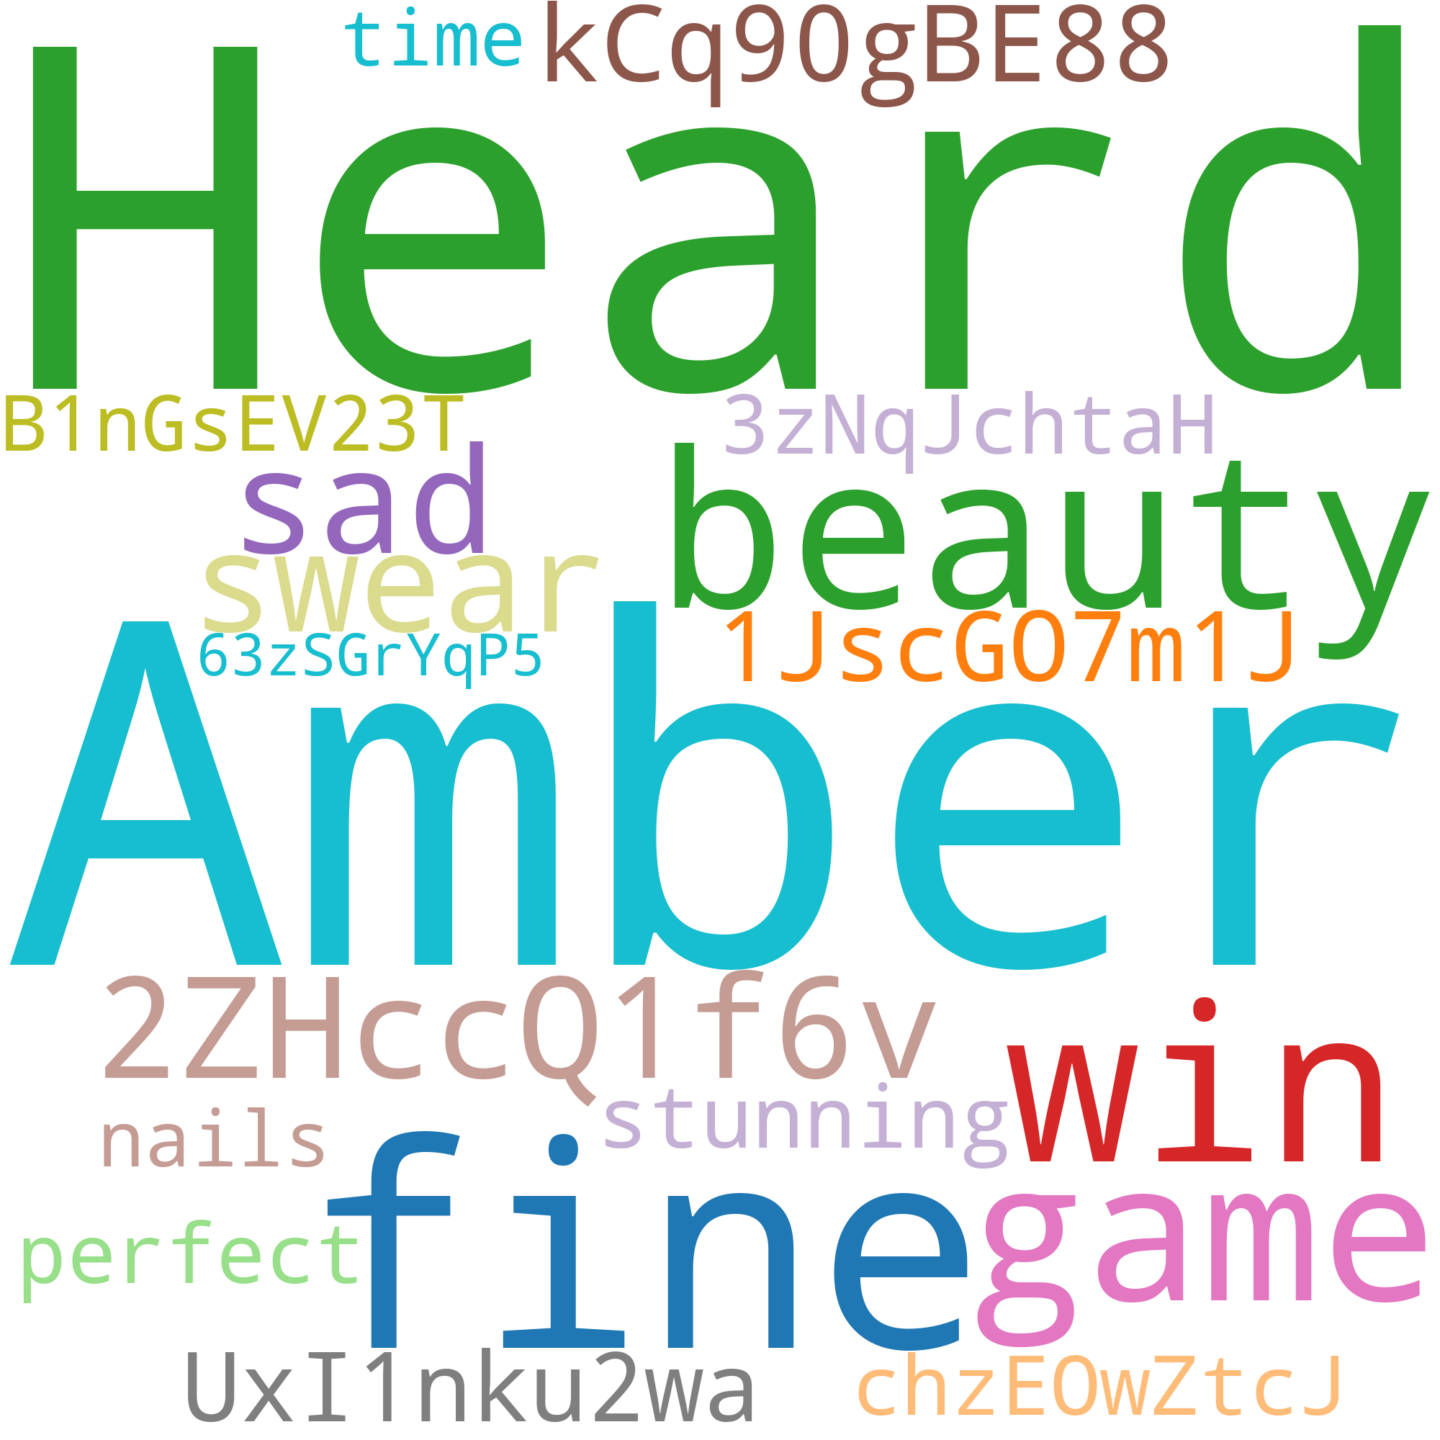 time kCq90gBE88
Heard
B1nGsEV23T 3zNqJchtaH
sad beauty
swear
63zSGrYqP5 1JscGO7m1J
Amber
2ZHccQ1f6v win
nails stunning
perfect fine game
UxI1nku2wa chzEOwZtcJ